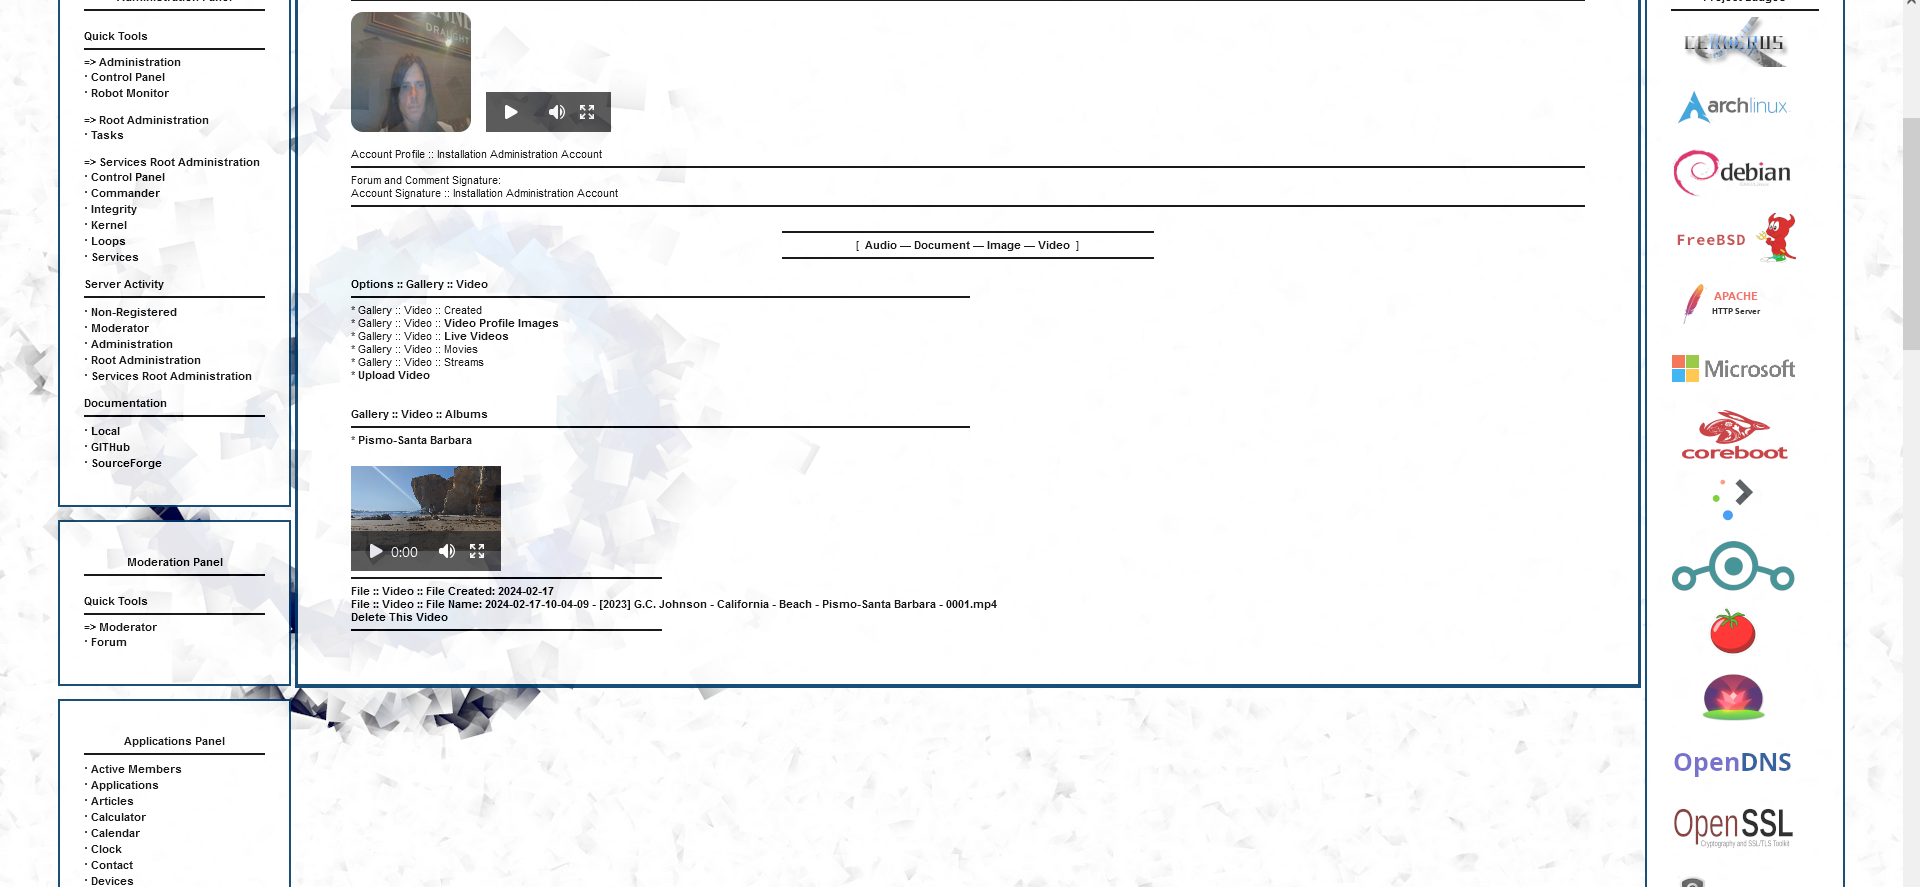 Administration Panel
Quick Tools
=> Administration
· Control Panel
· Robot Monitor
=> Root Administration
· Tasks
=> Services Root Administration
· Control Panel
· Commander
· Integrity
· Kernel
· Loops
· Services
Server Activity
· Non-Registered
· Moderator
· Administration
· Root Administration
· Services Root Administration
Documentation
· Local
· GITHub
· SourceForge
Moderation Panel
Quick Tools
=> Moderator
· Forum
Applications Panel
· Active Members
· Applications
· Articles
· Calculator
· Calendar
· Clock
· Contact
· Devices
DRAUGHT
Account Profile :: Installation Administration Account
Forum and Comment Signature:
Account Signature :: Installation Administration Account
[ Audio — Document — Image — Video ]
Options :: Gallery :: Video
* Gallery :: Video :: Created
* Gallery :: Video :: Video Profile Images
* Gallery :: Video :: Live Videos
* Gallery :: Video :: Movies
* Gallery :: Video :: Streams
* Upload Video
Gallery :: Video :: Albums
* Pismo-Santa Barbara
0:00
File :: Video :: File Created: 2024-02-17
File :: Video :: File Name: 2024-02-17-10-04-09 - [2023] G.C. Johnson - California - Beach - Pismo-Santa Barbara - 0001.mp4
Delete This Video
Project Badges
CERBERUS
archlinux
debian
FreeBSD
APACHE
HTTP Server
Microsoft
coreboot
OpenDNS
OpenSSL
Cryptography and SSL/TLS Toolkit